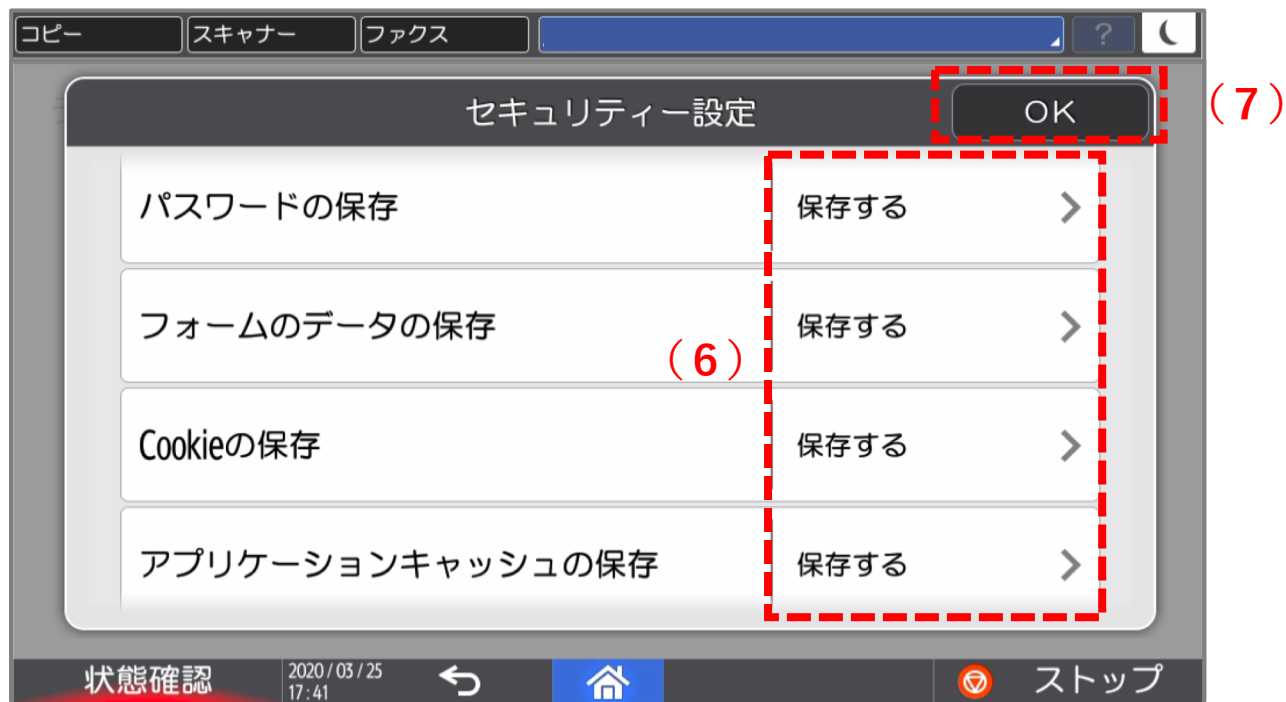 コピー スキャナー ファクス ?
セキュリティー設定 OK (7)
パスワードの保存 保存する
フォームのデータの保存 保存する
(6)
Cookieの保存 保存する
アプリケーションキャッシュの保存 保存する
状態確認 2020/03/25 ストップ
17:41